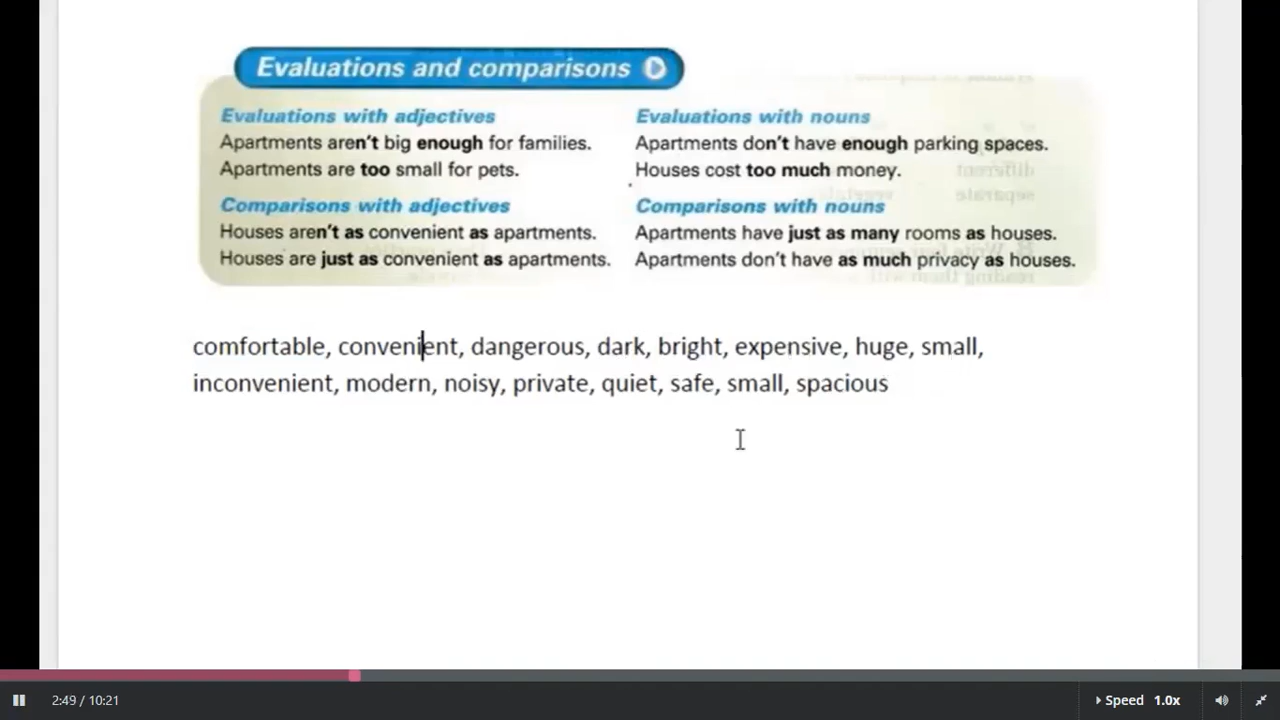 Evaluations and comparisons
Evaluations with adjectives
Apartments aren't big enough for families.
Apartments are too small for pets.
Comparisons with adjectives
Houses aren't as convenient as apartments.
Houses are just as convenient as apartments.
Evaluations with nouns
Apartments don't have enough parking spaces.
Houses cost too much money.
Comparisons with nouns
Apartments have just as many rooms as houses.
Apartments don't have as much privacy as houses.
comfortable, convenient, dangerous, dark, bright, expensive, huge, small,
inconvenient, modern, noisy, private, quiet, safe, small, spacious
2:49 / 10:21
Speed 1.0x